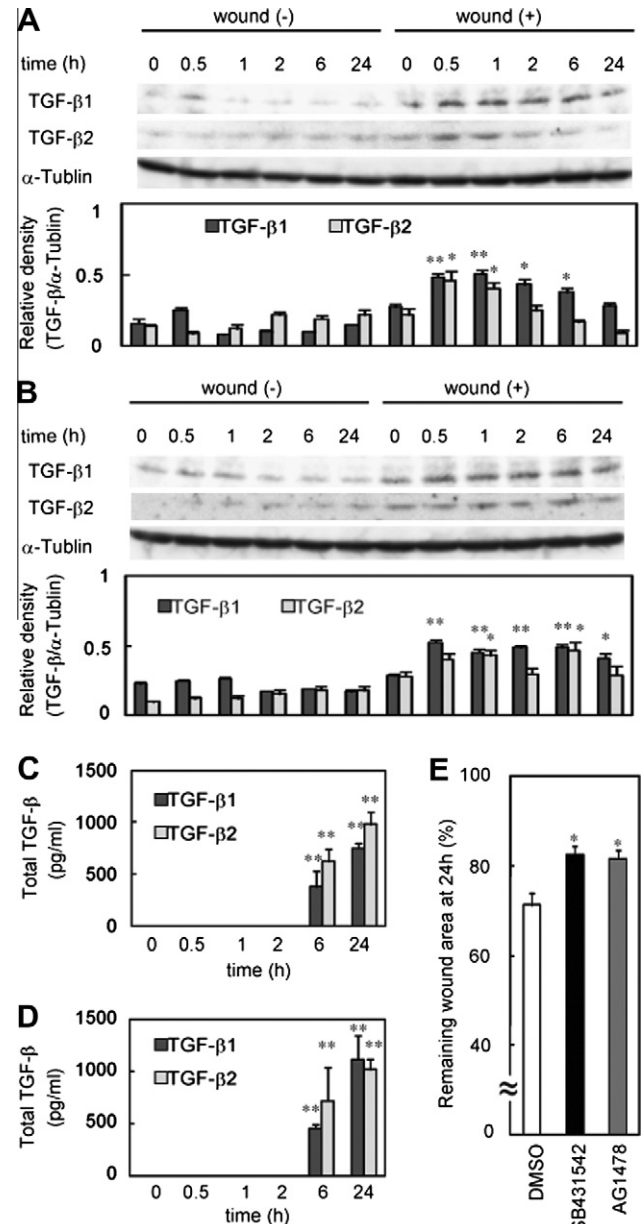 A
wound (-) wound (+)
time (h) 0 0.5 1 2 6 24 0 0.5 1 2 6 24
TGF-β1
TGF-β2
α-Tublin
Relative density
(TGF-β/α-Tublin)
1
0.5
0
TGF-β1 TGF-β2
** * ** * * *
B
wound (-) wound (+)
time (h) 0 0.5 1 2 6 24 0 0.5 1 2 6 24
TGF-β1
TGF-β2
α-Tublin
Relative density
(TGF-β/α-Tublin)
1
0.5
0
TGF-β1 TGF-β2
** ** * ** ** * *
C
Total TGF-β
(pg/ml)
1500
1000
500
0
TGF-β1
TGF-β2
** ** ** **
0 0.5 1 2 6 24
time (h)
D
Total TGF-β
(pg/ml)
1500
1000
500
0
TGF-β1
TGF-β2
** ** ** **
0 0.5 1 2 6 24
time (h)
E
Remaining wound area at 24h (%)
100
80
60
40
0
* *
DMSO
SB431542
AG1478